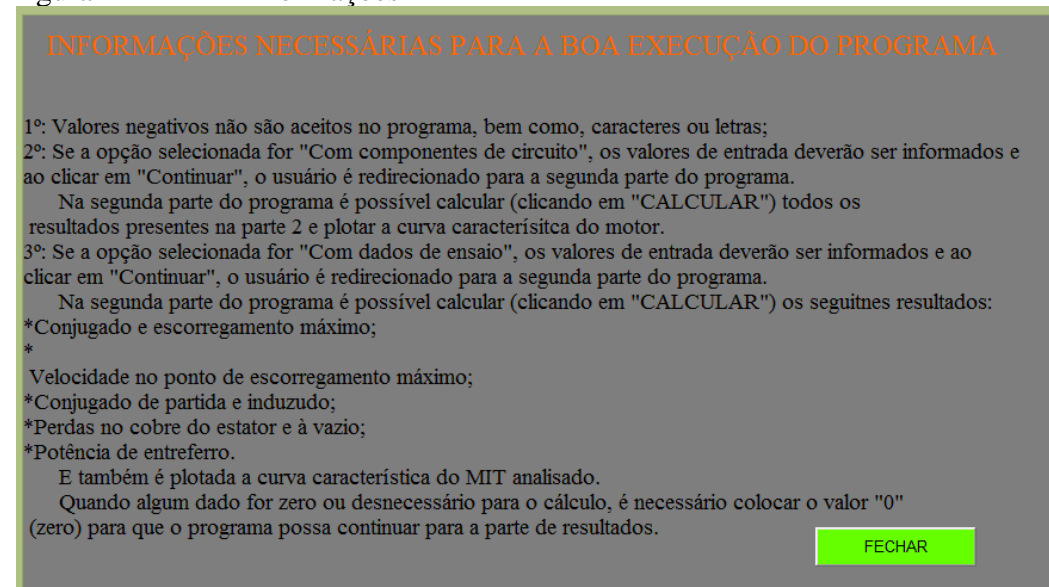 INFORMAÇÕES NECESSÁRIAS PARA A BOA EXECUÇÃO DO PROGRAMA
1º: Valores negativos não são aceitos no programa, bem como, caracteres ou letras;
2º: Se a opção selecionada for "Com componentes de circuito", os valores de entrada deverão ser informados e
ao clicar em "Continuar", o usuário é redirecionado para a segunda parte do programa.
Na segunda parte do programa é possível calcular (clicando em "CALCULAR") todos os
resultados presentes na parte 2 e plotar a curva caracterísitca do motor.
3º: Se a opção selecionada for "Com dados de ensaio", os valores de entrada deverão ser informados e ao
clicar em "Continuar", o usuário é redirecionado para a segunda parte do programa.
Na segunda parte do programa é possível calcular (clicando em "CALCULAR") os seguitnes resultados:
*Conjugado e escorregamento máximo;
*
Velocidade no ponto de escorregamento máximo;
*Conjugado de partida e induzudo;
*Perdas no cobre do estator e à vazio;
*Potência de entreferro.
E também é plotada a curva característica do MIT analisado.
Quando algum dado for zero ou desnecessário para o cálculo, é necessário colocar o valor "0"
(zero) para que o programa possa continuar para a parte de resultados.
FECHAR